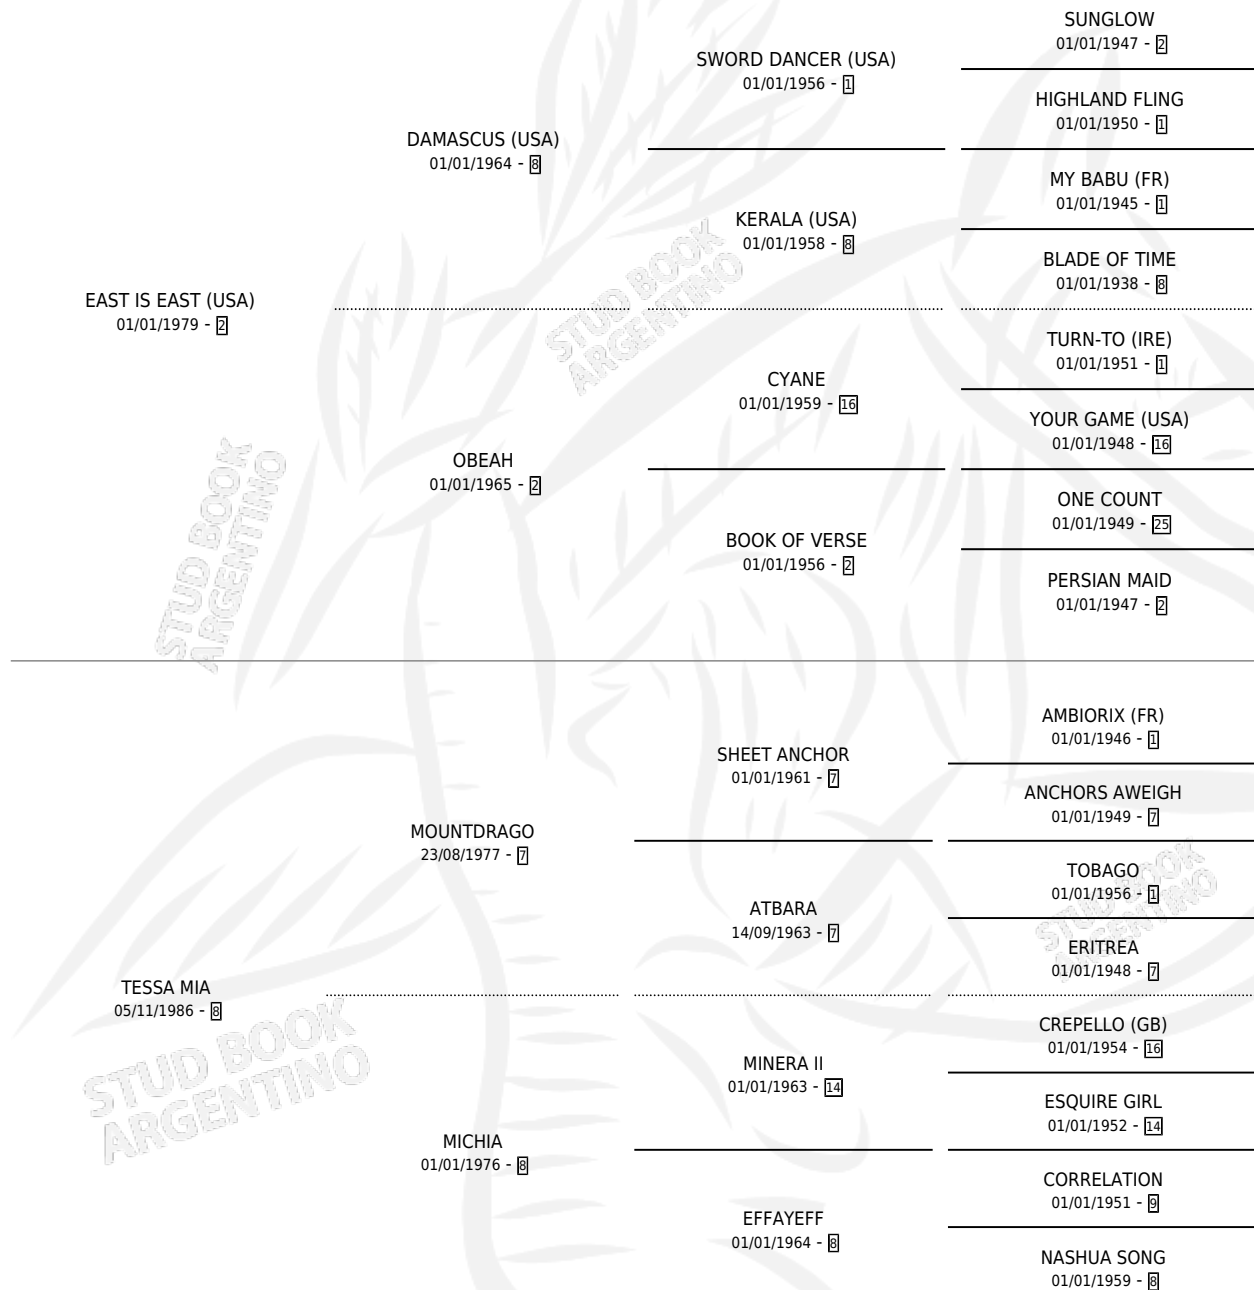 SUNGLOW
01/01/1947 - 2
SWORD DANCER (USA)
01/01/1956 - 1
HIGHLAND FLING
01/01/1950 - 1
DAMASCUS (USA)
01/01/1964 - 8
MY BABU (FR)
01/01/1945 - 1
KERALA (USA)
01/01/1958 - 8
BLADE OF TIME
01/01/1938 - 8
EAST IS EAST (USA)
01/01/1979 - 2
STUD BOOK
ARGENTINO
TURN-TO (IRE)
01/01/1951 - 1
CYANE
01/01/1959 - 16
YOUR GAME (USA)
01/01/1948 - 16
OBEAH
01/01/1965 - 2
ONE COUNT
01/01/1949 - 25
BOOK OF VERSE
01/01/1956 - 2
PERSIAN MAID
01/01/1947 - 2
STUD BOOK
ARGENTINO
AMBIORIX (FR)
01/01/1946 - 1
SHEET ANCHOR
01/01/1961 - 7
ANCHORS AWEIGH
01/01/1949 - 7
MOUNTDRAGO
23/08/1977 - 7
TOBAGO
01/01/1956 - 1
ATBARA
14/09/1963 - 7
ERITREA
01/01/1948 - 7
STUD BOOK
ARGENTINO
TESSA MIA
05/11/1986 - 8
STUD BOOK
ARGENTINO
CREPELLO (GB)
01/01/1954 - 16
MINERA II
01/01/1963 - 14
ESQUIRE GIRL
01/01/1952 - 14
MICHIA
01/01/1976 - 8
CORRELATION
01/01/1951 - 9
EFFAYEFF
01/01/1964 - 8
NASHUA SONG
01/01/1959 - 8